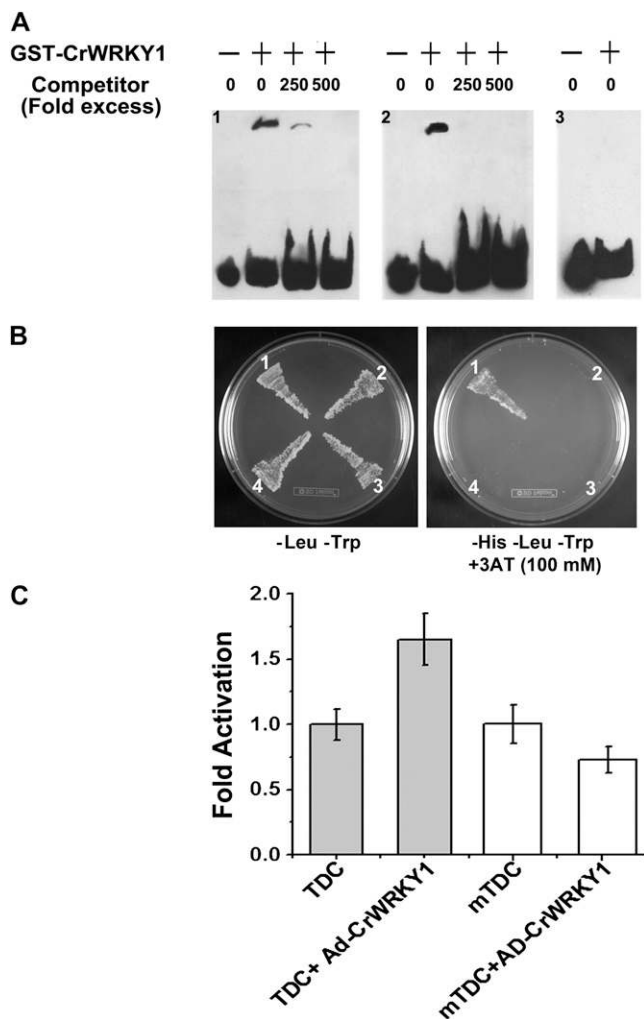 A
GST-CrWRKY1 − + + + − + + + − +
Competitor
(Fold excess)
0 0 250 500 0 0 250 500 0 0
1 2 3
B
1 2 3 4
1 2 3 4
-Leu -Trp
-His -Leu -Trp
+3AT (100 mM)
C
Fold Activation
2.0
1.5
1.0
0.5
0.0
TDC
TDC+ Ad-CrWRKY1
mTDC
mTDC+AD-CrWRKY1